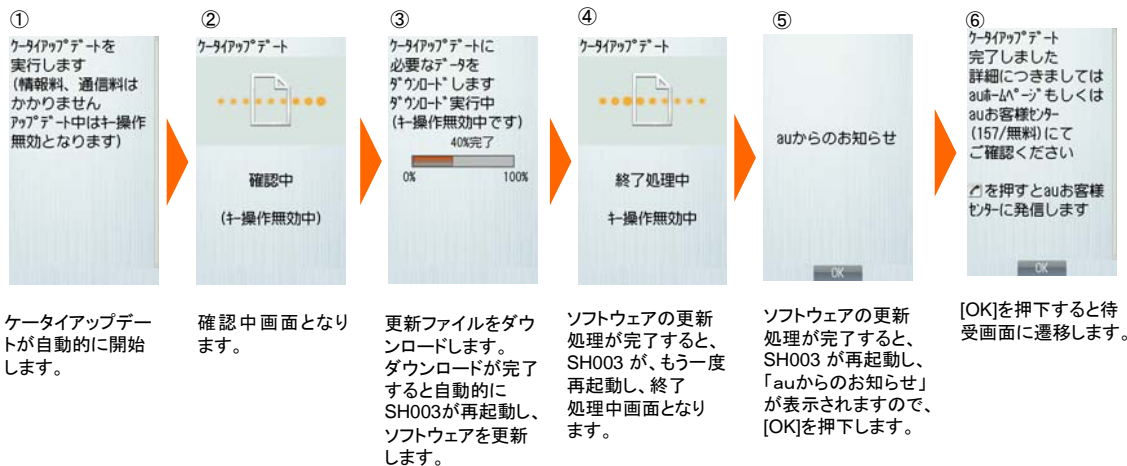 ①
ケータイアップデートを
実行します
(情報料、通信料は
かかりません
アップデート中はキー操作
無効となります)
ケータイアップデー
トが自動的に開始
します。
②
ケータイアップデート
確認中
(キー操作無効中)
確認中画面となり
ます。
③
ケータイアップデートに
必要なデータを
ダウンロードします
ダウンロード実行中
(キー操作無効中です)
40%完了
0% 100%
更新ファイルをダウ
ンロードします。
ダウンロードが完了
すると自動的に
SH003が再起動し、
ソフトウェアを更新
します。
④
ケータイアップデート
終了処理中
キー操作無効中
ソフトウェアの更新
処理が完了すると、
SH003 が、もう一度
再起動し、終了
処理中画面となり
ます。
⑤
auからのお知らせ
OK
ソフトウェアの更新
処理が完了すると、
SH003 が再起動し、
「auからのお知らせ」
が表示されますので、
[OK]を押下します。
⑥
ケータイアップデート
完了しました
詳細につきましては
auホームページもしくは
auお客様センター
(157/無料)にて
ご確認ください
を押すとauお客様
センターに発信します
OK
[OK]を押下すると待
受画面に遷移します。